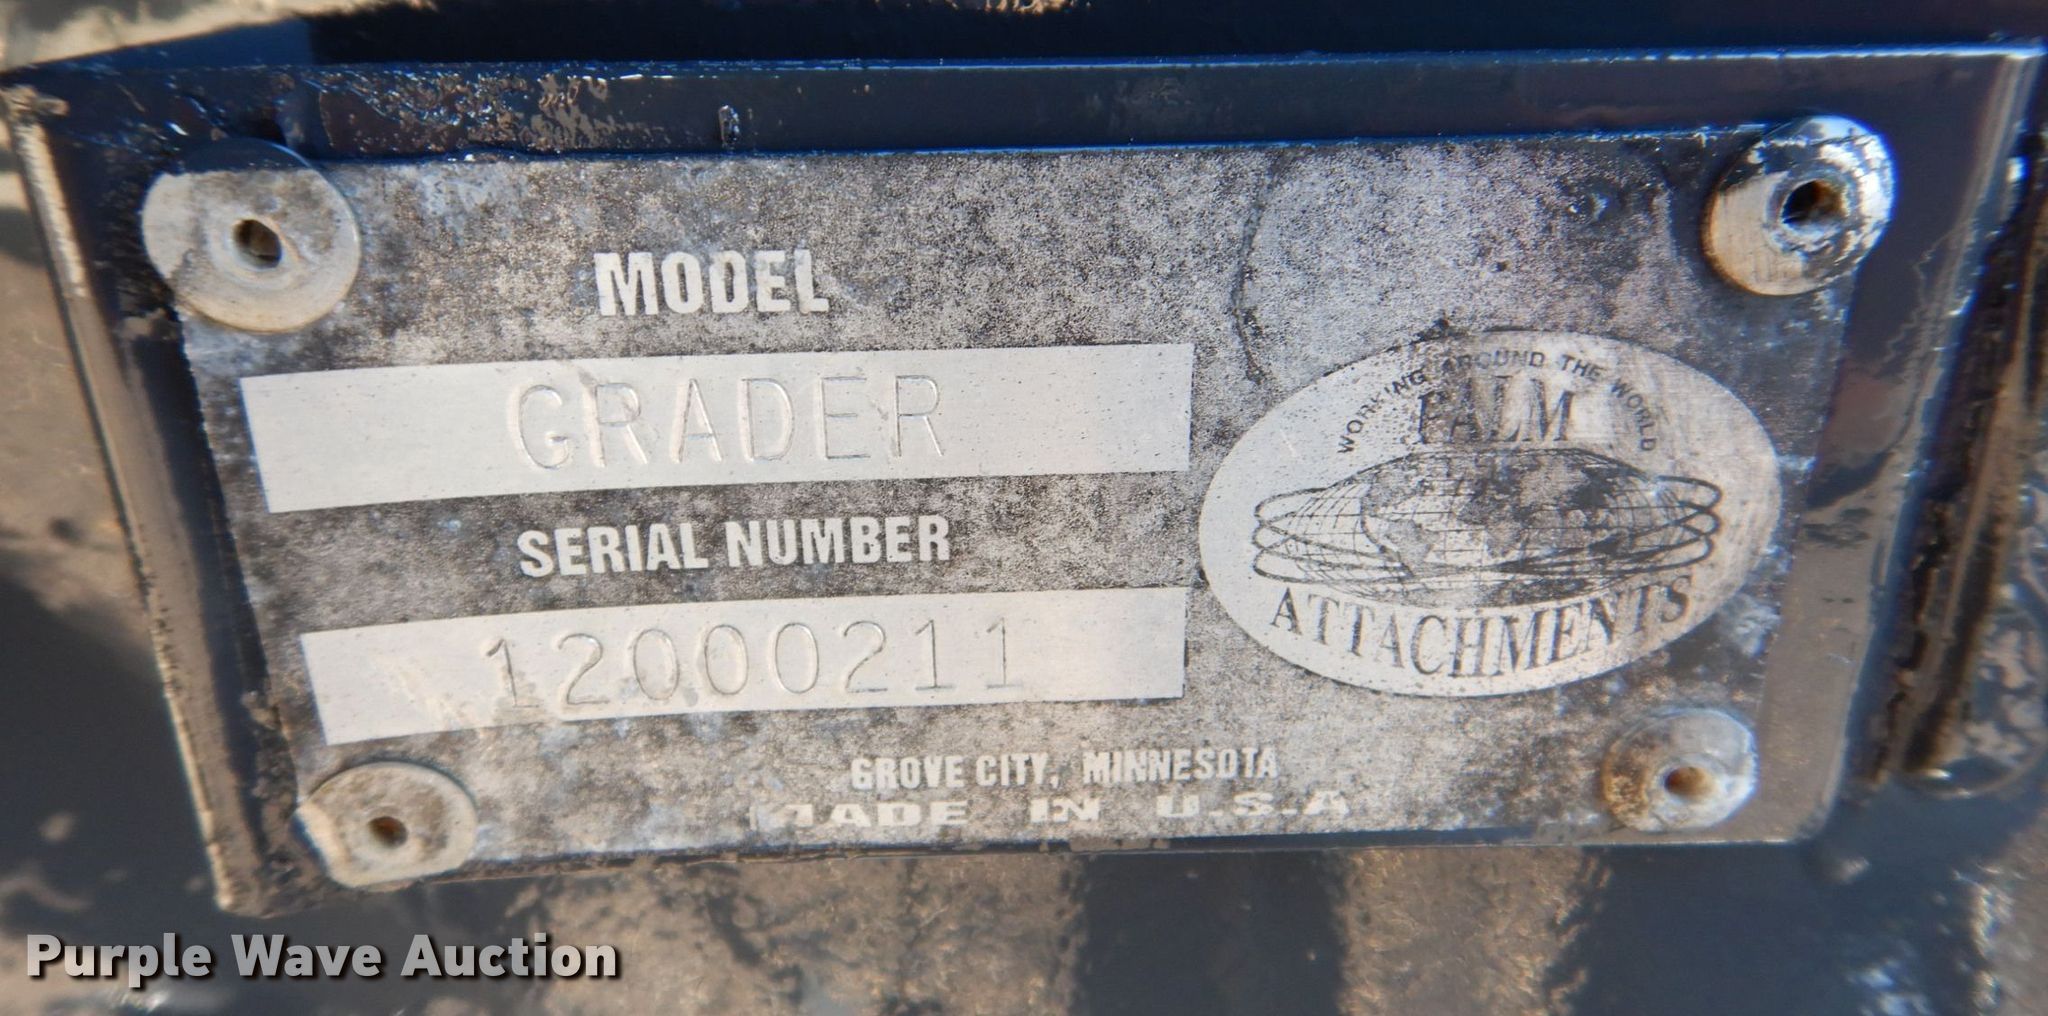 MODEL
GRADER
SERIAL NUMBER
12000211
WORKING AROUND THE WORLD
PALM
ATTACHMENTS
GROVE CITY, MINNESOTA
MADE IN U.S.A
Purple Wave Auction